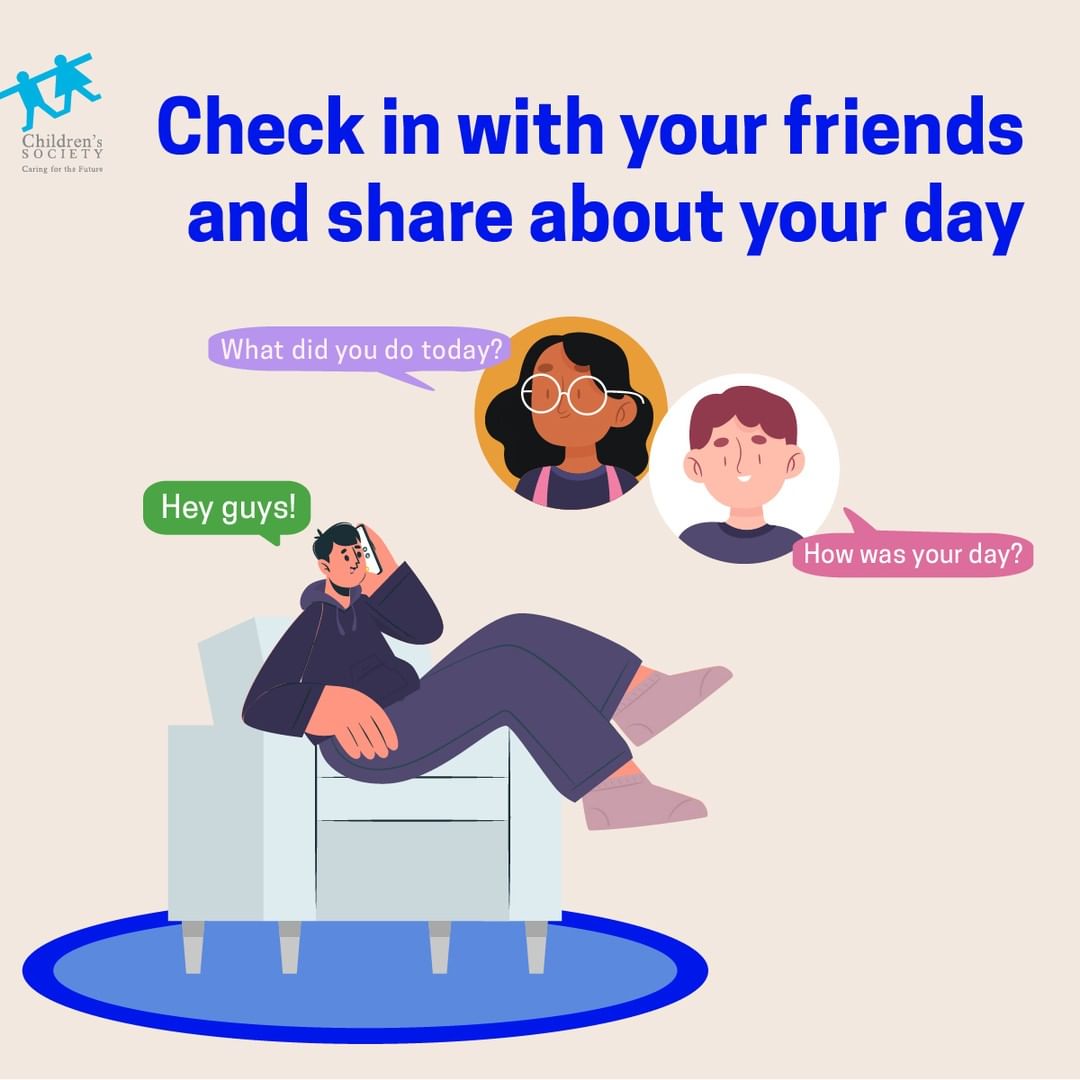 Children's
SOCIETY
Caring for the Future
Check in with your friends
and share about your day
What did you do today?
Hey guys!
How was your day?